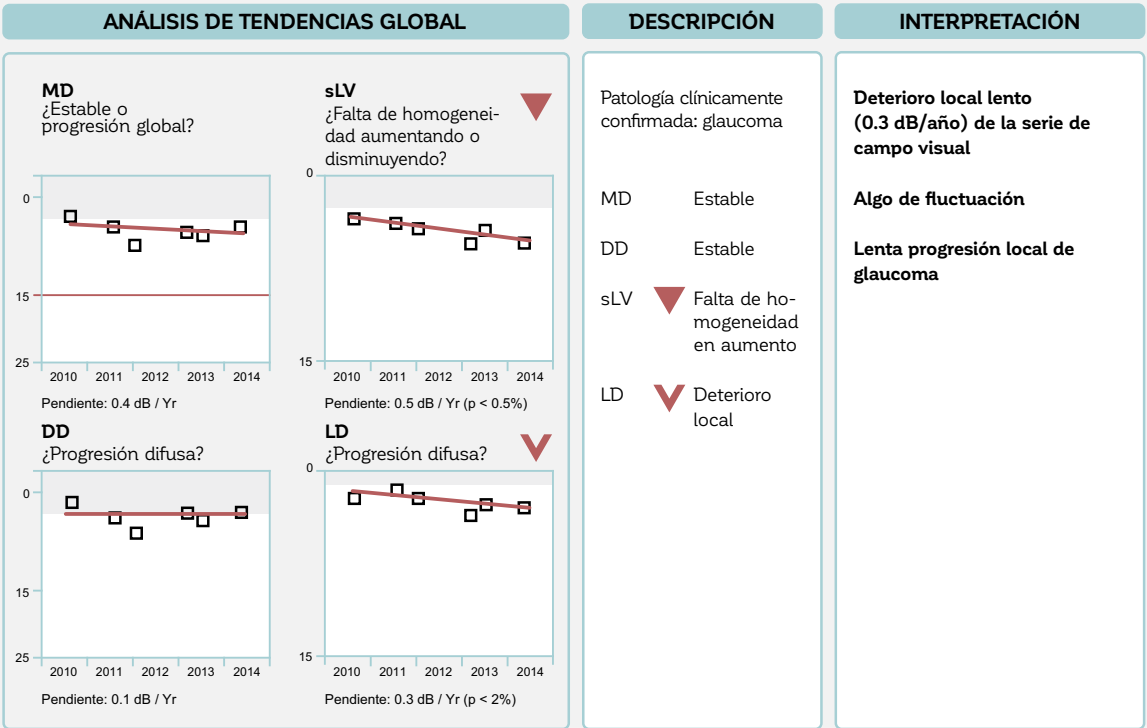 ANÁLISIS DE TENDENCIAS GLOBAL
MD
¿Estable o
progresión global?
0
15
25
2010 2011 2012 2013 2014
Pendiente: 0.4 dB / Yr
sLV
¿Falta de homogenei-
dad aumentando o
disminuyendo?
0
15
2010 2011 2012 2013 2014
Pendiente: 0.5 dB / Yr (p < 0.5%)
DD
¿Progresión difusa?
0
15
25
2010 2011 2012 2013 2014
Pendiente: 0.1 dB / Yr
LD
¿Progresión difusa?
0
15
2010 2011 2012 2013 2014
Pendiente: 0.3 dB / Yr (p < 2%)
DESCRIPCIÓN
Patología clínicamente
confirmada: glaucoma
MD Estable
DD Estable
sLV Falta de ho-
mogeneidad
en aumento
LD Deterioro
local
INTERPRETACIÓN
Deterioro local lento
(0.3 dB/año) de la serie de
campo visual
Algo de fluctuación
Lenta progresión local de
glaucoma